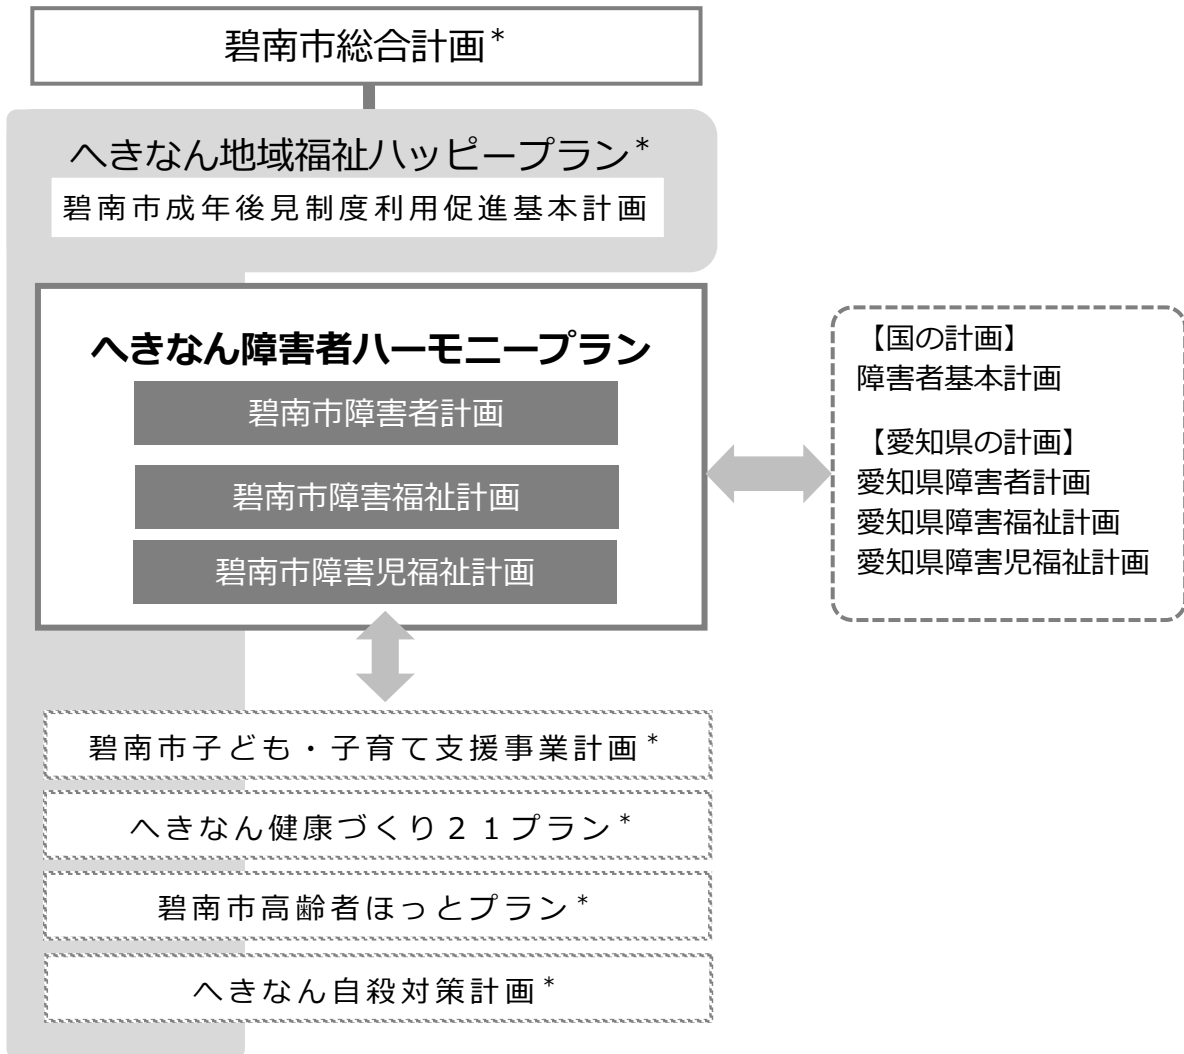 碧南市総合計画*
へきなん地域福祉ハッピープラン*
碧南市成年後見制度利用促進基本計画
へきなん障害者ハーモニープラン
碧南市障害者計画
碧南市障害福祉計画
碧南市障害児福祉計画
【国の計画】
障害者基本計画
【愛知県の計画】
愛知県障害者計画
愛知県障害福祉計画
愛知県障害児福祉計画
碧南市子ども・子育て支援事業計画*
へきなん健康づくり２１プラン*
碧南市高齢者ほっとプラン*
へきなん自殺対策計画*